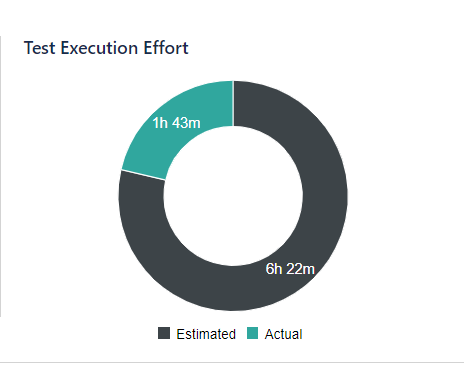 Test Execution Effort
1h 43m
6h 22m
Estimated Actual